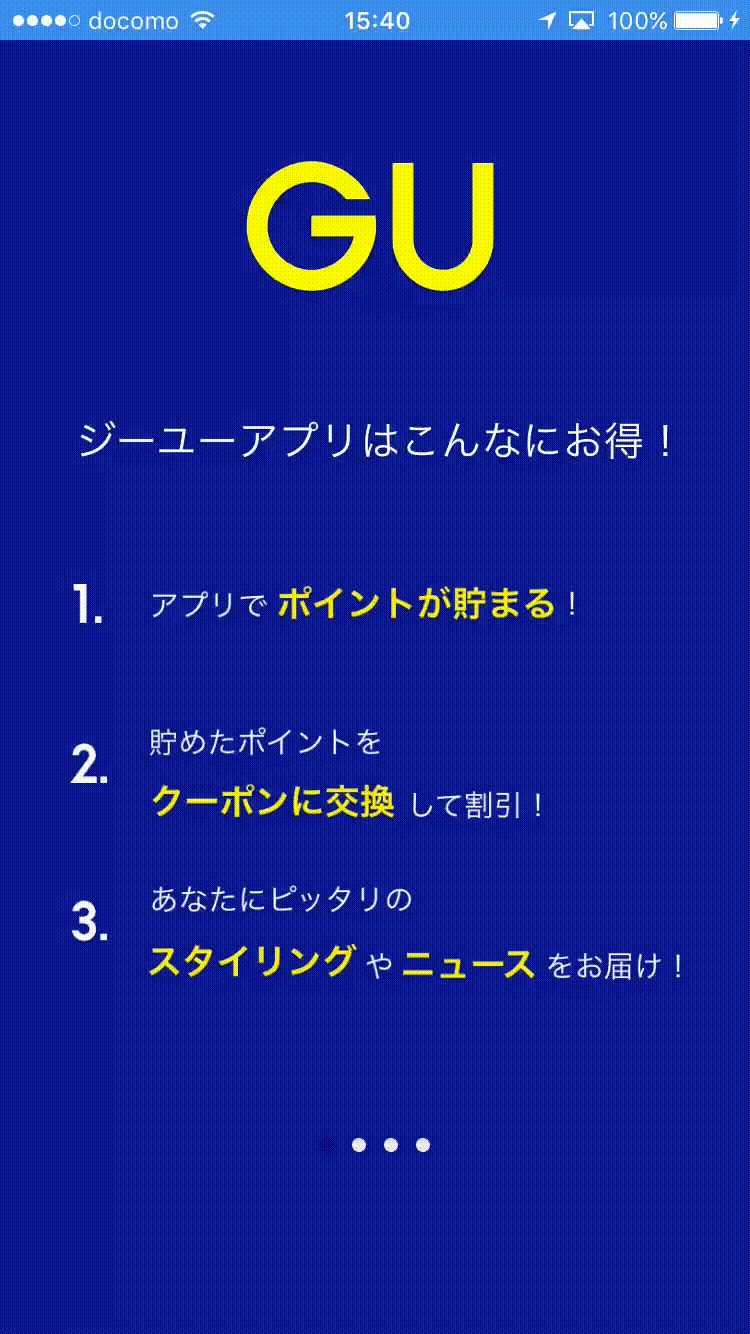 docomo 15:40 100%
GU
ジーユーアプリはこんなにお得！
1. アプリで ポイントが貯まる！
2. 貯めたポイントを
クーポンに交換 して割引！
3. あなたにピッタリの
スタイリング や ニュース をお届け！